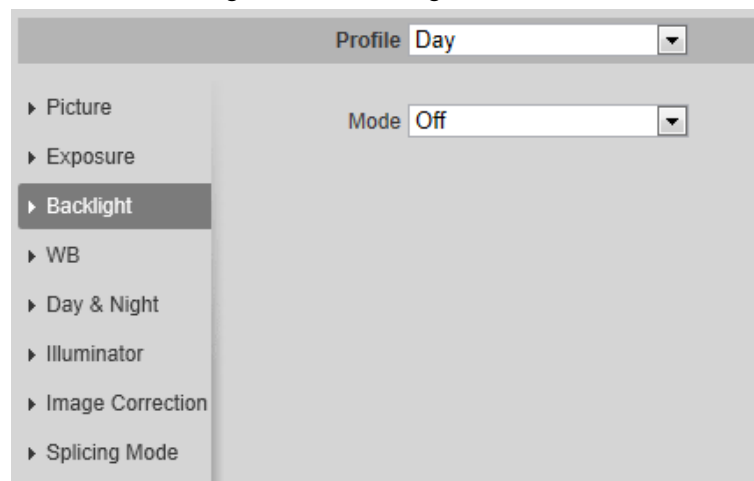 Profile Day
Picture
Mode Off
Exposure
Backlight
WB
Day & Night
Illuminator
Image Correction
Splicing Mode